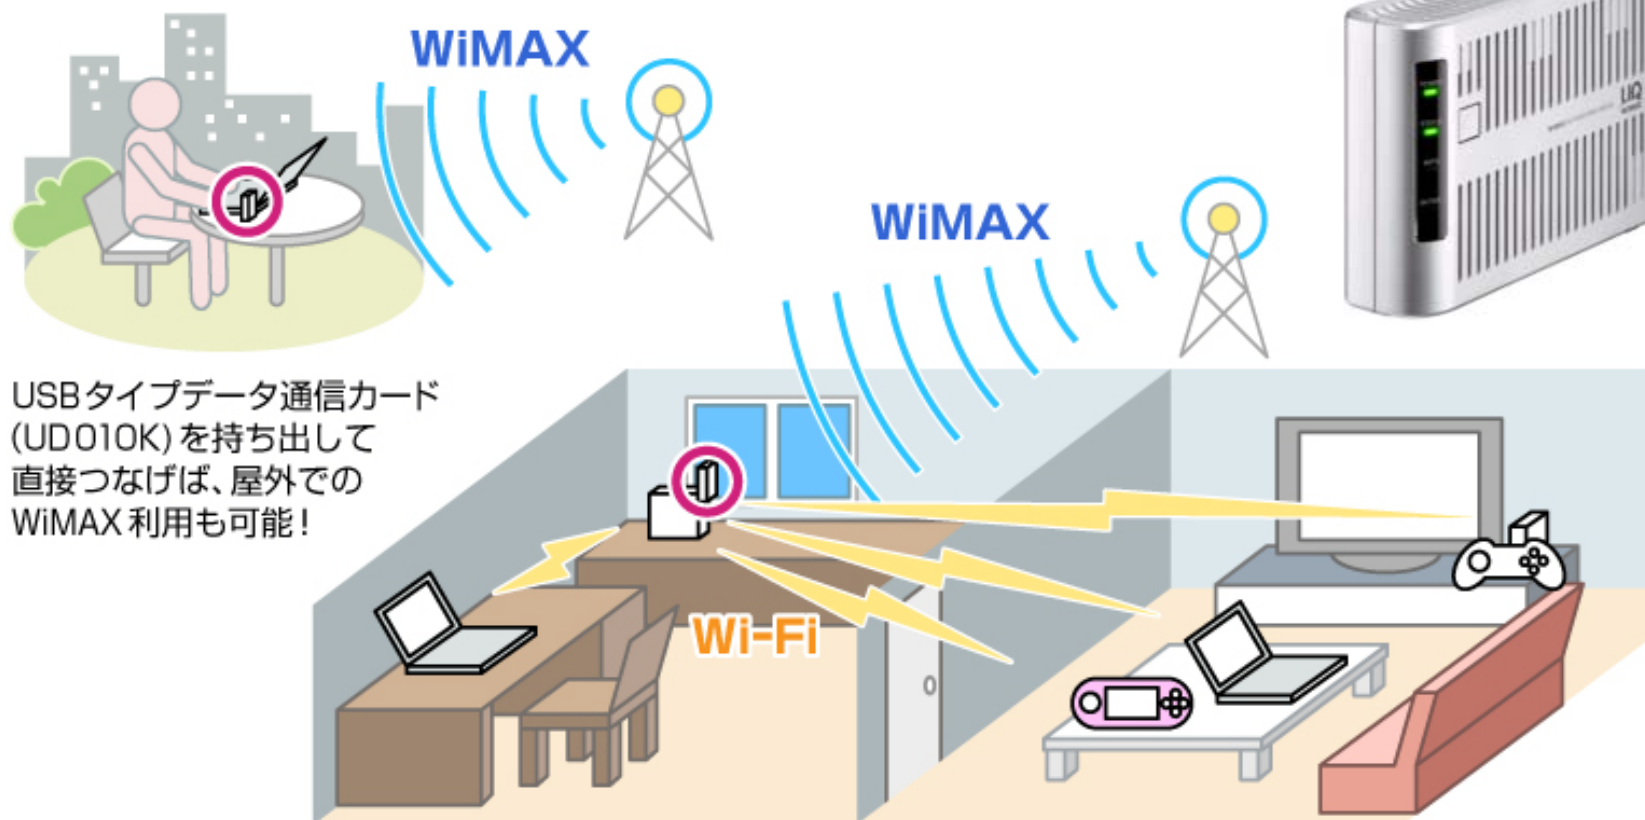 WiMAX
UQ
WiMAX
USBタイプデータ通信カード
(UD010K)を持ち出して
直接つなげば、屋外での
WiMAX利用も可能!
Wi-Fi